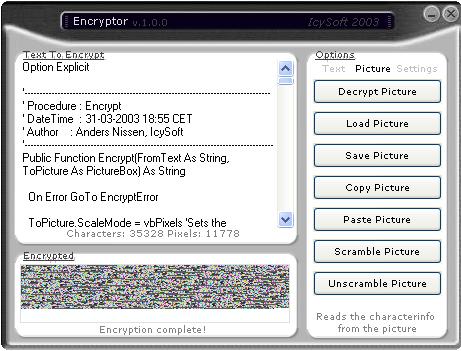 Encryptor v.1.0.0 IcySoft 2003
Text To Encrypt
Option Explicit
'--------------------------------------------------------------------
' Procedure : Encrypt
' DateTime : 31-03-2003 18:55 CET
' Author : Anders Nissen, IcySoft
'--------------------------------------------------------------------
Public Function Encrypt(FromText As String,
ToPicture As PictureBox) As String
On Error GoTo EncryptError
ToPicture.ScaleMode = vbPixels 'Sets the
Characters: 35328 Pixels: 11778
Encrypted
Encryption complete!
Options
Text Picture Settings
Decrypt Picture
Load Picture
Save Picture
Copy Picture
Paste Picture
Scramble Picture
Unscramble Picture
Reads the characterinfo
from the picture